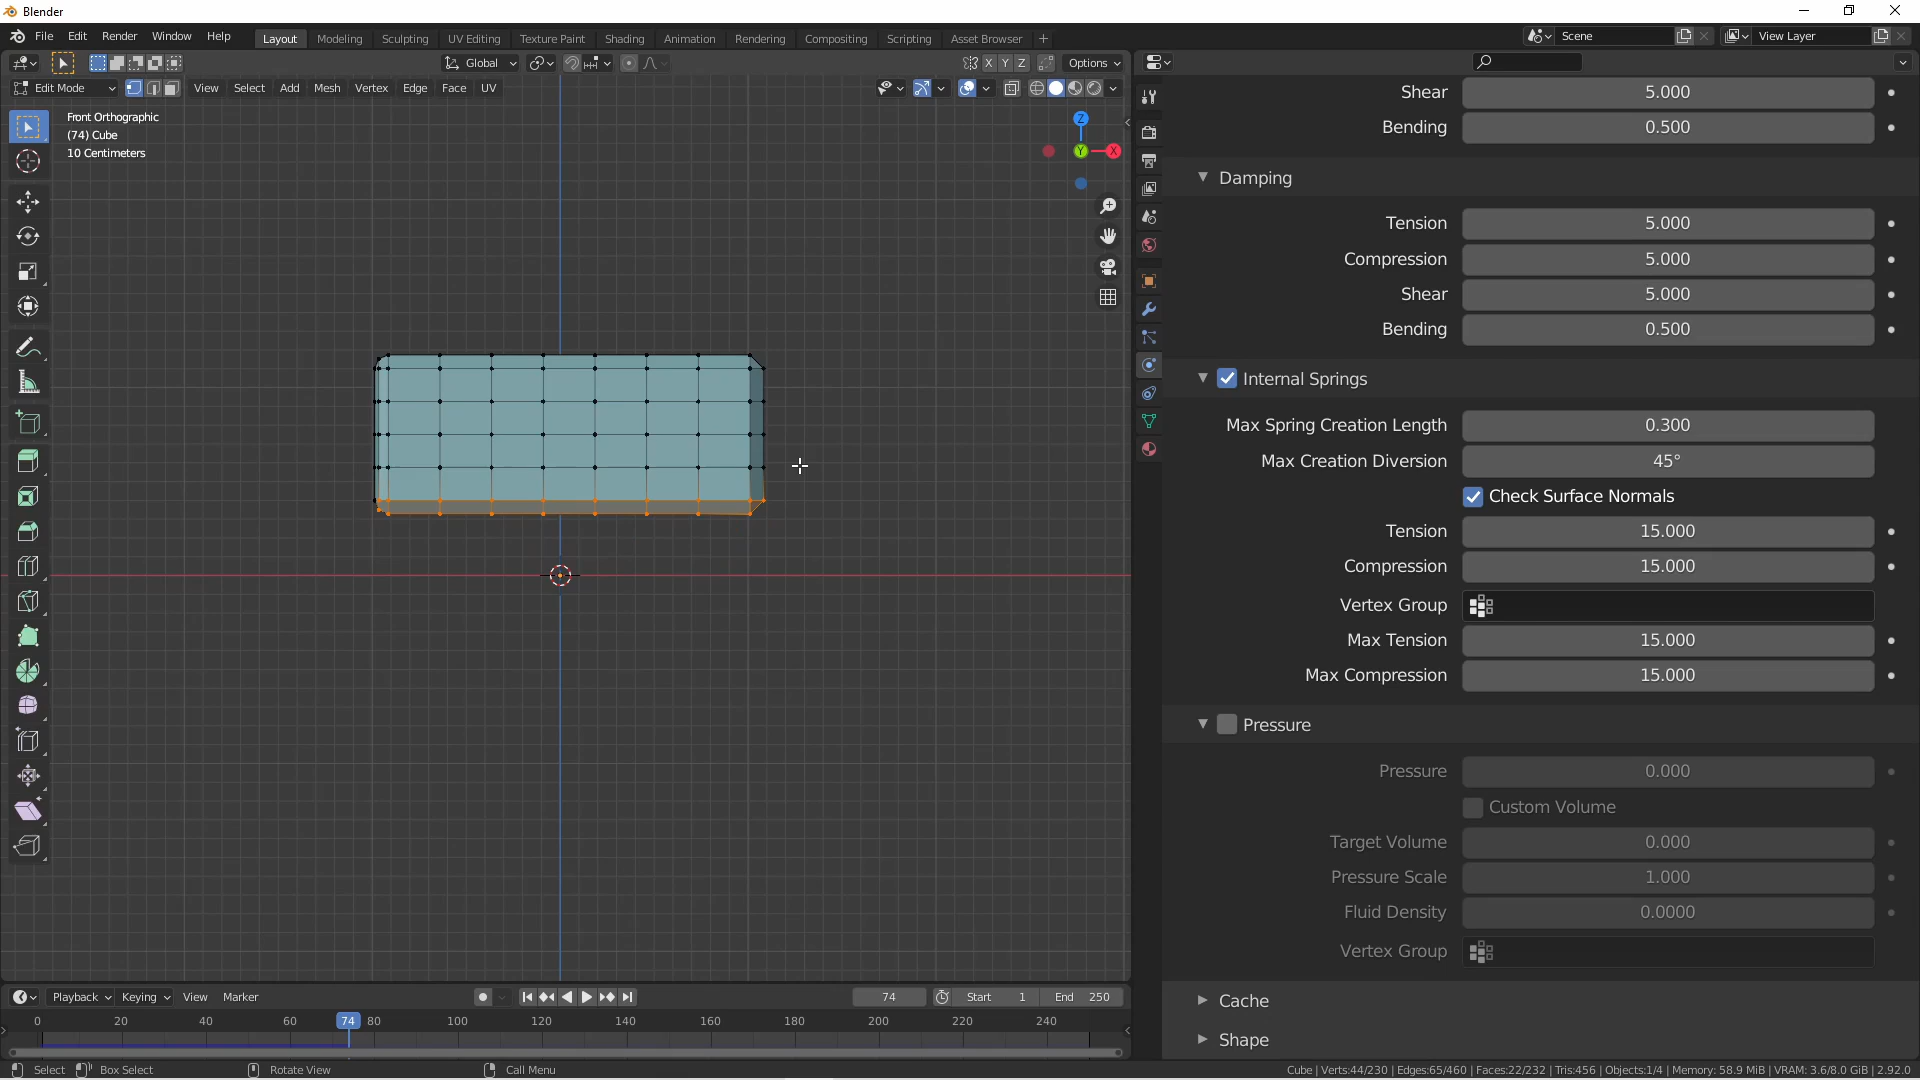 Blender
File Edit Render Window Help
Layout Modeling Sculpting UV Editing Texture Paint Shading Animation Rendering Compositing Scripting Asset Browser +
Scene
View Layer
Global
X Y Z
Options
Edit Mode
View Select Add Mesh Vertex Edge Face UV
Front Orthographic
(74) Cube
10 Centimeters
Z
Y
X
Shear 5.000
Bending 0.500
Damping
Tension 5.000
Compression 5.000
Shear 5.000
Bending 0.500
Internal Springs
Max Spring Creation Length 0.300
Max Creation Diversion 45°
Check Surface Normals
Tension 15.000
Compression 15.000
Vertex Group
Max Tension 15.000
Max Compression 15.000
Pressure
Pressure 0.000
Custom Volume
Target Volume 0.000
Pressure Scale 1.000
Fluid Density 0.0000
Vertex Group
Cache
Shape
Playback Keying View Marker
74
Start 1
End 250
0 20 40 60 74 80 100 120 140 160 180 200 220 240
Select
Box Select
Rotate View
Call Menu
Cube | Verts:44/230 | Edges:65/460 | Faces:22/232 | Tris:456 | Objects:1/4 | Memory: 58.9 MiB | VRAM: 3.6/8.0 GiB | 2.92.0